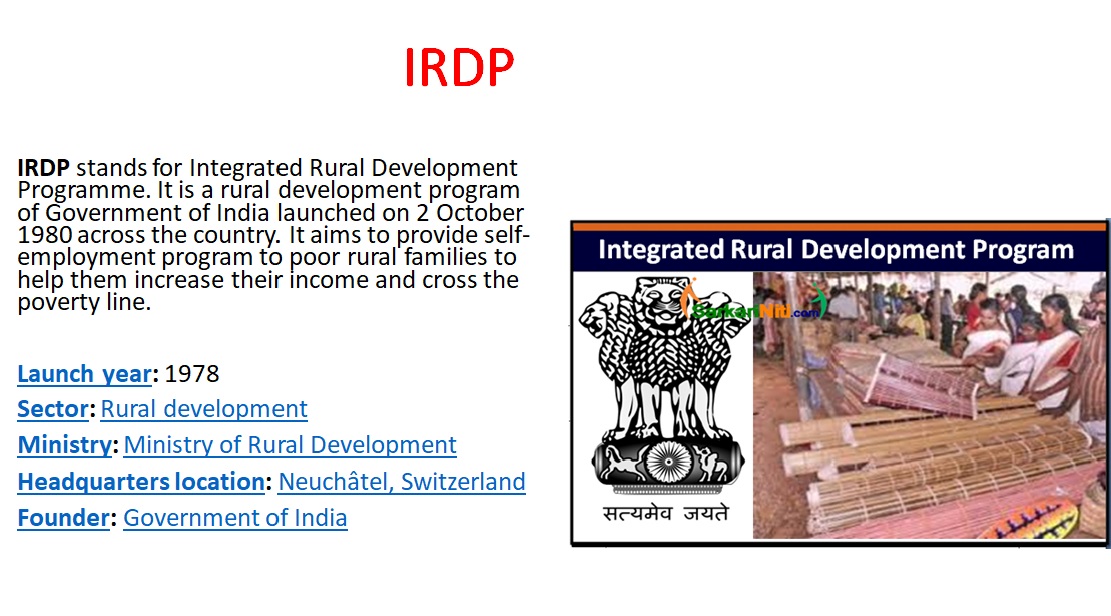 IRDP
IRDP stands for Integrated Rural Development
Programme. It is a rural development program
of Government of India launched on 2 October
1980 across the country. It aims to provide self-
employment program to poor rural families to
help them increase their income and cross the
poverty line.
Launch year: 1978
Sector: Rural development
Ministry: Ministry of Rural Development
Headquarters location: Neuchâtel, Switzerland
Founder: Government of India
Integrated Rural Development Program
SarkariNiti.com
सत्यमेव जयते